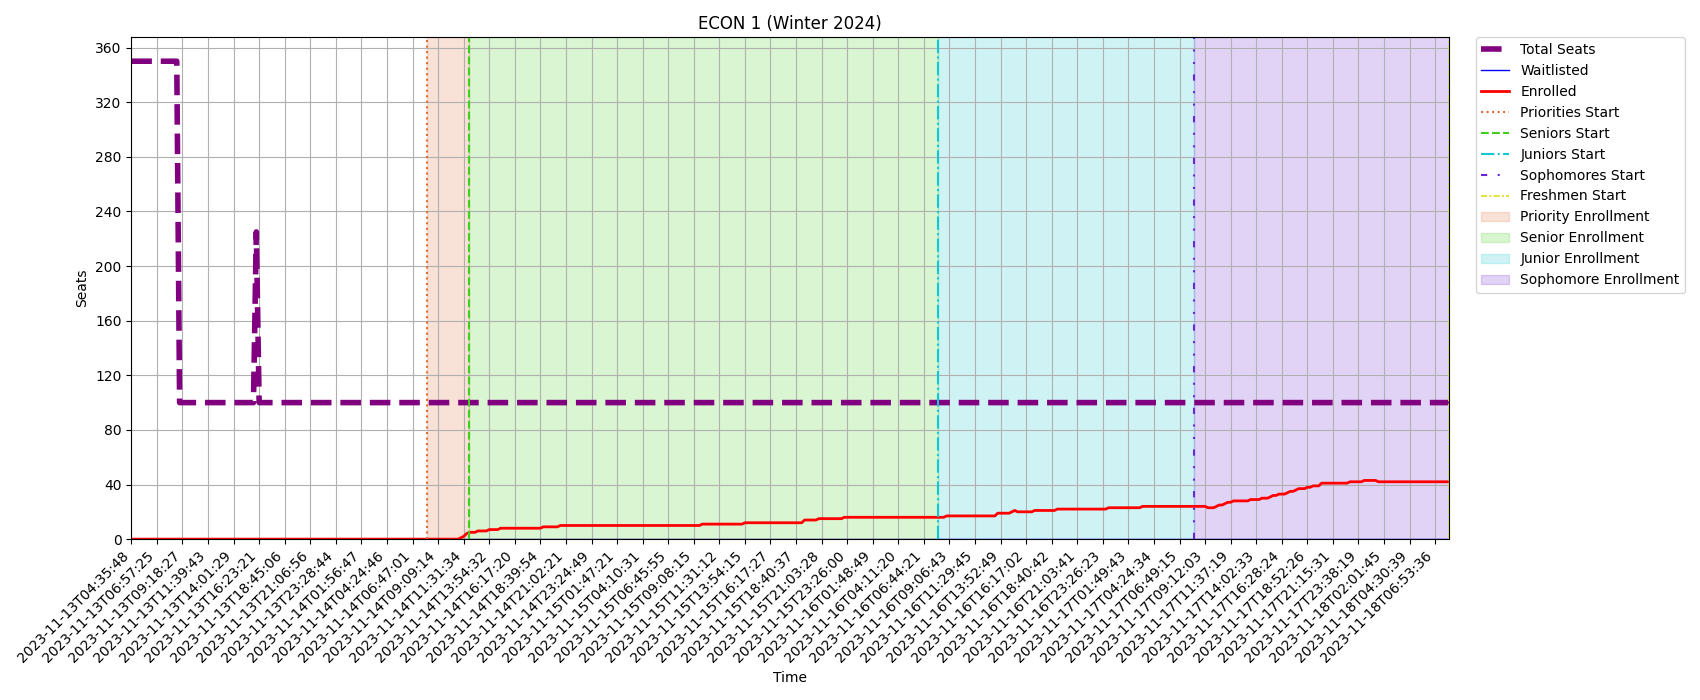 ECON 1 (Winter 2024)
360
320
280
240
200
160
120
80
40
0
Seats
2023-11-13T04:35:48
2023-11-13T06:57:25
2023-11-13T09:18:27
2023-11-13T11:39:43
2023-11-13T14:01:29
2023-11-13T16:23:21
2023-11-13T18:45:06
2023-11-13T21:06:56
2023-11-13T23:28:44
2023-11-14T01:56:47
2023-11-14T04:24:46
2023-11-14T06:47:01
2023-11-14T09:09:14
2023-11-14T11:31:34
2023-11-14T13:54:32
2023-11-14T16:17:20
2023-11-14T18:39:54
2023-11-14T21:02:21
2023-11-14T23:24:49
2023-11-15T01:47:21
2023-11-15T04:10:31
2023-11-15T06:45:55
2023-11-15T09:08:15
2023-11-15T11:31:12
2023-11-15T13:54:15
2023-11-15T16:17:27
2023-11-15T18:40:37
2023-11-15T21:03:28
2023-11-15T23:26:00
2023-11-16T01:48:49
2023-11-16T04:11:20
2023-11-16T06:44:21
2023-11-16T09:06:43
2023-11-16T11:29:45
2023-11-16T13:52:49
2023-11-16T16:17:02
2023-11-16T18:40:42
2023-11-16T21:03:41
2023-11-16T23:26:23
2023-11-17T01:49:43
2023-11-17T04:24:34
2023-11-17T06:49:15
2023-11-17T09:12:03
2023-11-17T11:37:19
2023-11-17T14:02:33
2023-11-17T16:28:24
2023-11-17T18:52:26
2023-11-17T21:15:31
2023-11-17T23:38:19
2023-11-18T02:01:45
2023-11-18T04:30:39
2023-11-18T06:53:36
Time
Total Seats
Waitlisted
Enrolled
Priorities Start
Seniors Start
Juniors Start
Sophomores Start
Freshmen Start
Priority Enrollment
Senior Enrollment
Junior Enrollment
Sophomore Enrollment